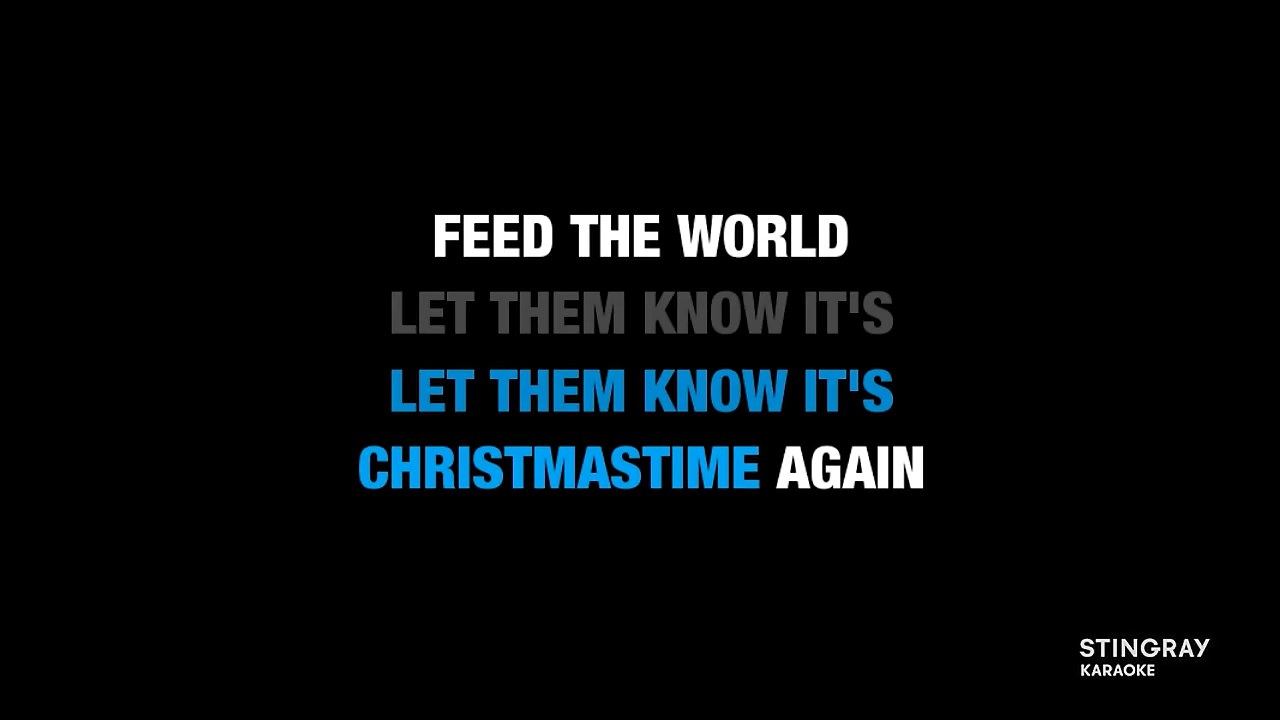 FEED THE WORLD
LET THEM KNOW IT'S
LET THEM KNOW IT'S
CHRISTMASTIME AGAIN
STINGRAY
KARAOKE